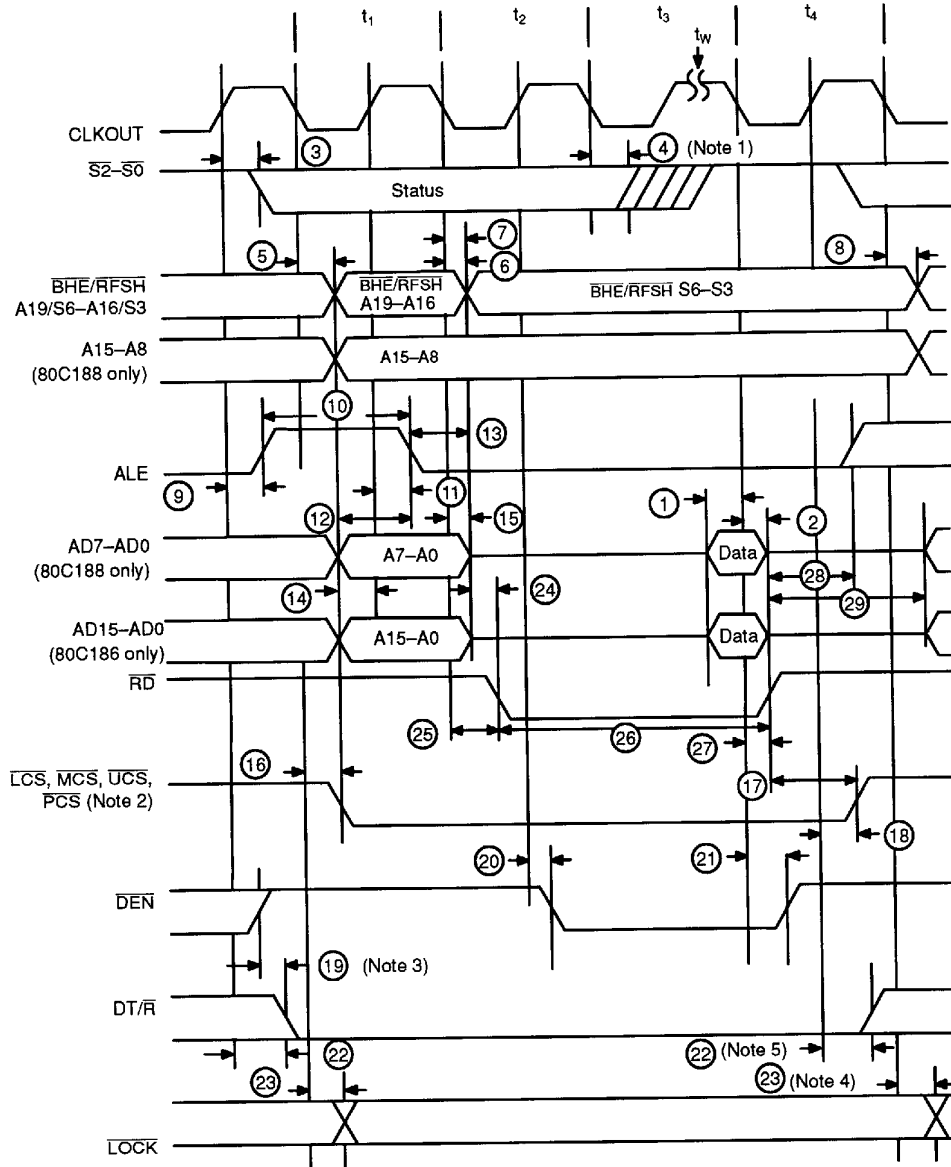 t1 t2 t3 t4
tW
CLKOUT
3 4 (Note 1)
S2–S0 Status
7
5 6 8
BHE/RFSH BHE/RFSH BHE/RFSH S6–S3
A19/S6–A16/S3 A19–A16
A15–A8 A15–A8
(80C188 only)
10 13
ALE
9 11
12 15 1 2
AD7–AD0 A7–A0 Data
(80C188 only)
28
14 24
29
AD15–AD0 A15–A0 Data
(80C186 only)
RD
25 26 27
16
LCS, MCS, UCS,
17
PCS (Note 2)
18
20 21
DEN
19 (Note 3)
DT/R
22 22 (Note 5)
23 23 (Note 4)
LOCK